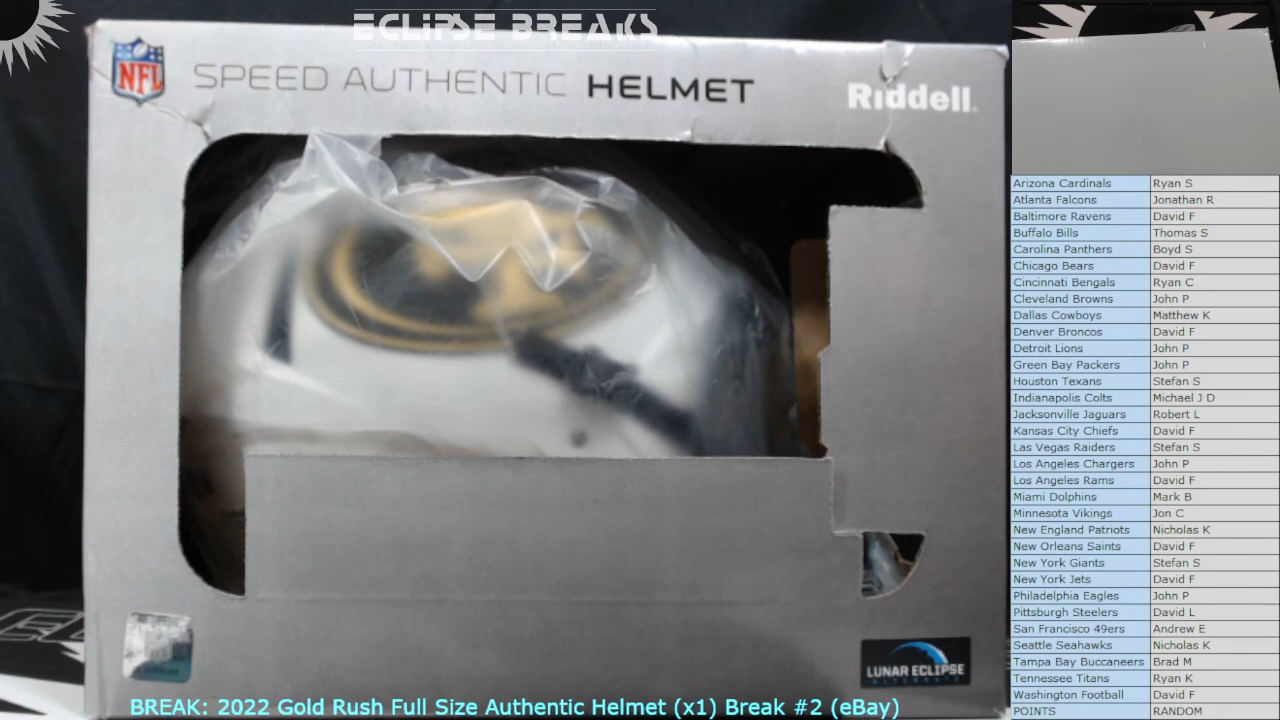 ECLIPSE BREAKS
NFL
SPEED AUTHENTIC HELMET
Riddell
SF
LUNAR ECLIPSE
ALTERNATE
BREAK: 2022 Gold Rush Full Size Authentic Helmet (x1) Break #2 (eBay)
Arizona Cardinals Ryan S
Atlanta Falcons Jonathan R
Baltimore Ravens David F
Buffalo Bills Thomas S
Carolina Panthers Boyd S
Chicago Bears David F
Cincinnati Bengals Ryan C
Cleveland Browns John P
Dallas Cowboys Matthew K
Denver Broncos David F
Detroit Lions John P
Green Bay Packers John P
Houston Texans Stefan S
Indianapolis Colts Michael J D
Jacksonville Jaguars Robert L
Kansas City Chiefs David F
Las Vegas Raiders Stefan S
Los Angeles Chargers John P
Los Angeles Rams David F
Miami Dolphins Mark B
Minnesota Vikings Jon C
New England Patriots Nicholas K
New Orleans Saints David F
New York Giants Stefan S
New York Jets David F
Philadelphia Eagles John P
Pittsburgh Steelers David L
San Francisco 49ers Andrew E
Seattle Seahawks Nicholas K
Tampa Bay Buccaneers Brad M
Tennessee Titans Ryan K
Washington Football David F
POINTS RANDOM